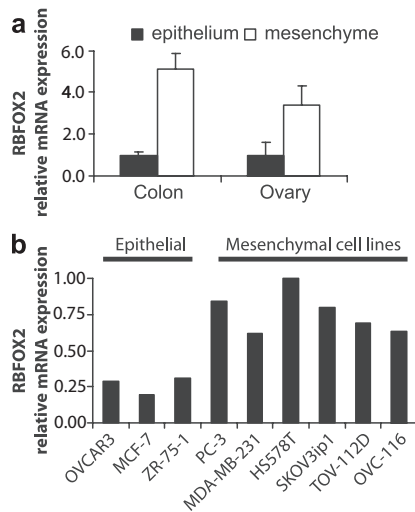 a
epithelium mesenchyme
RBFOX2
relative mRNA expression
6.0
4.0
2.0
0.0
Colon Ovary
b
Epithelial Mesenchymal cell lines
RBFOX2
relative mRNA expression
1.00
0.75
0.50
0.25
0.00
OVCAR3
MCF-7
ZR-75-1
PC-3
MDA-MB-231
HS578T
SKOV3ip1
TOV-112D
OVC-116